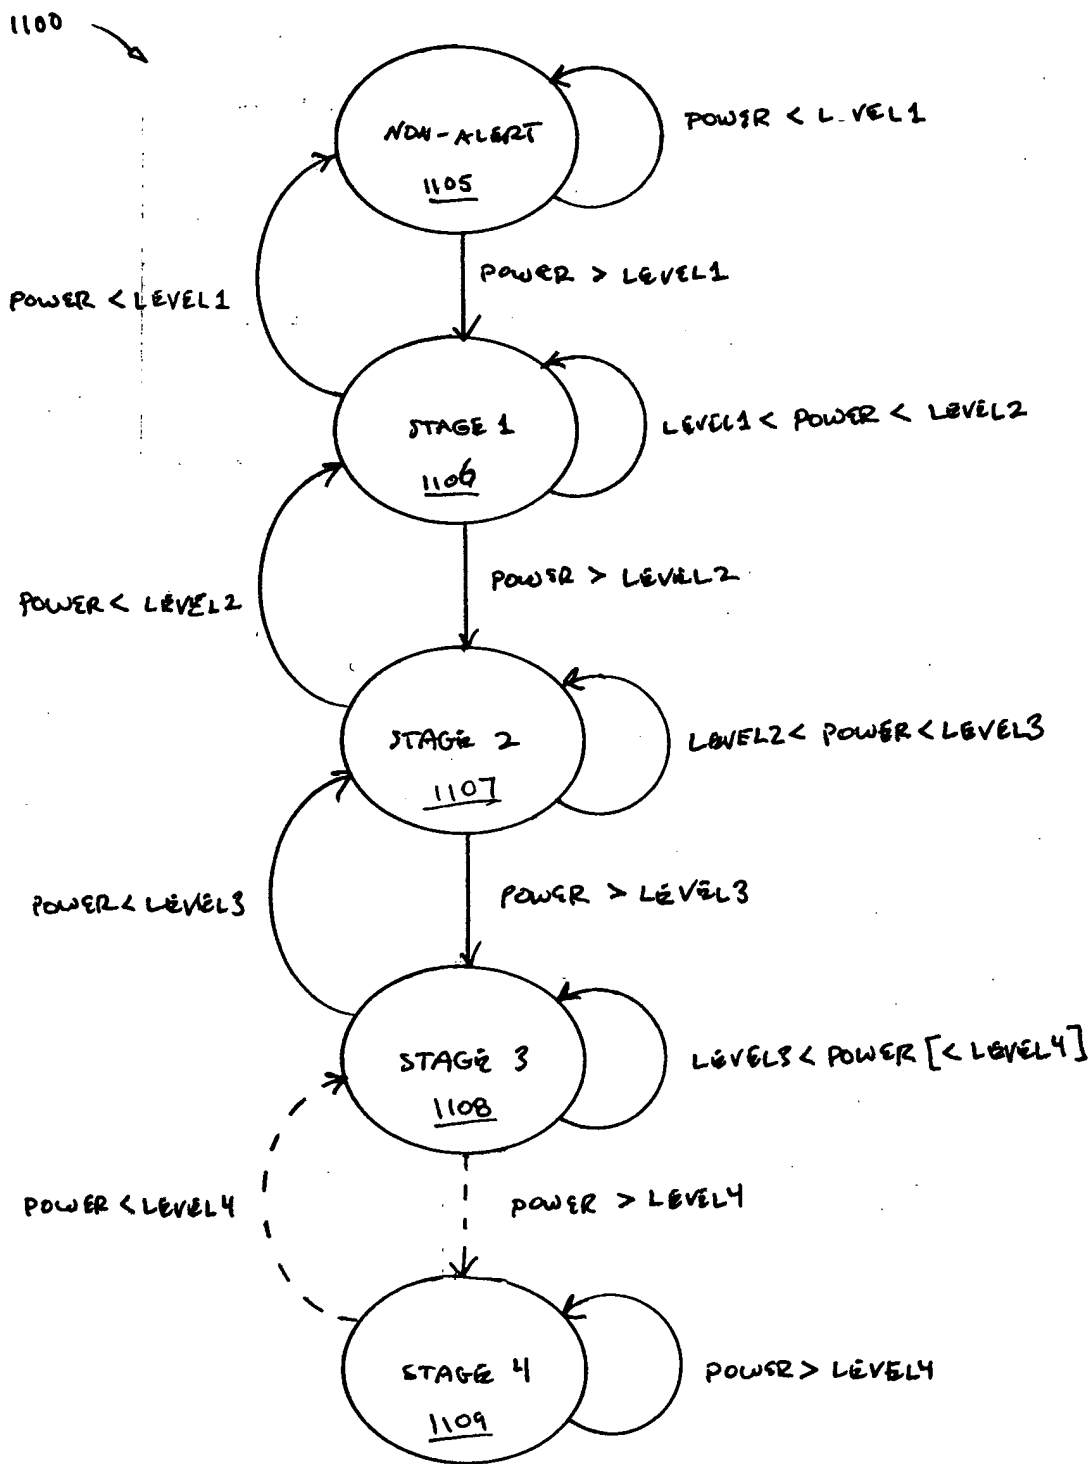 1100
NON-ALERT
1105
POWER < L VEL1
POWER > LEVEL1
POWER < LEVEL1
STAGE 1
1106
LEVEL1 < POWER < LEVEL2
POWER > LEVEL2
POWER < LEVEL2
STAGE 2
1107
LEVEL2 < POWER < LEVEL3
POWER > LEVEL3
POWER < LEVEL3
STAGE 3
1108
LEVEL3 < POWER [< LEVEL4]
POWER > LEVEL4
POWER < LEVEL4
STAGE 4
1109
POWER > LEVEL4